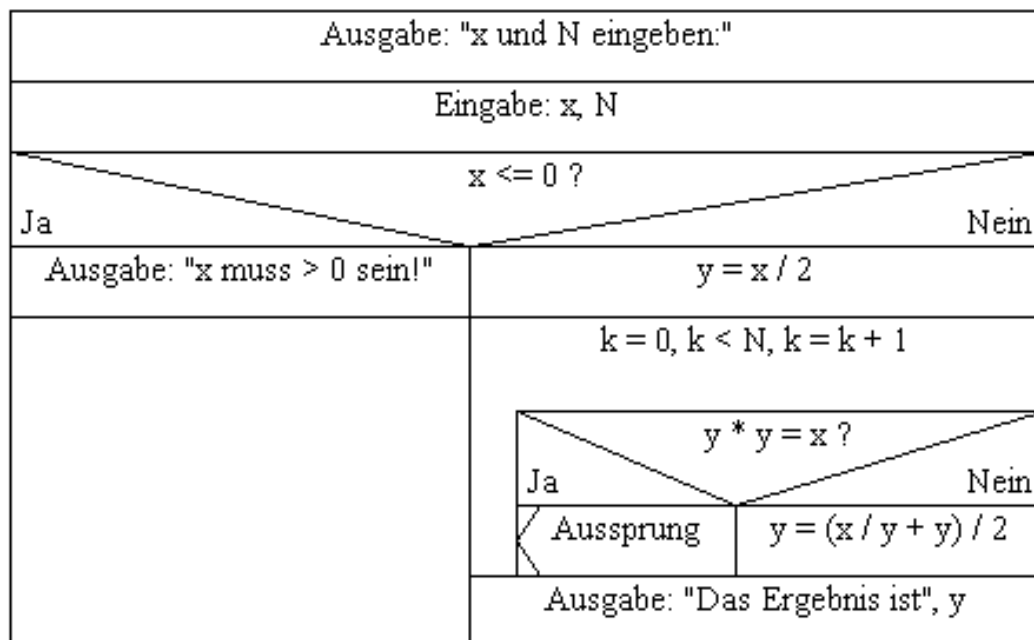 Ausgabe: "x und N eingeben:"
Eingabe: x, N
x <= 0 ?
Ja
Nein
Ausgabe: "x muss > 0 sein!"
y = x / 2
k = 0, k < N, k = k + 1
y * y = x ?
Ja
Nein
Aussprung
y = (x / y + y) / 2
Ausgabe: "Das Ergebnis ist", y